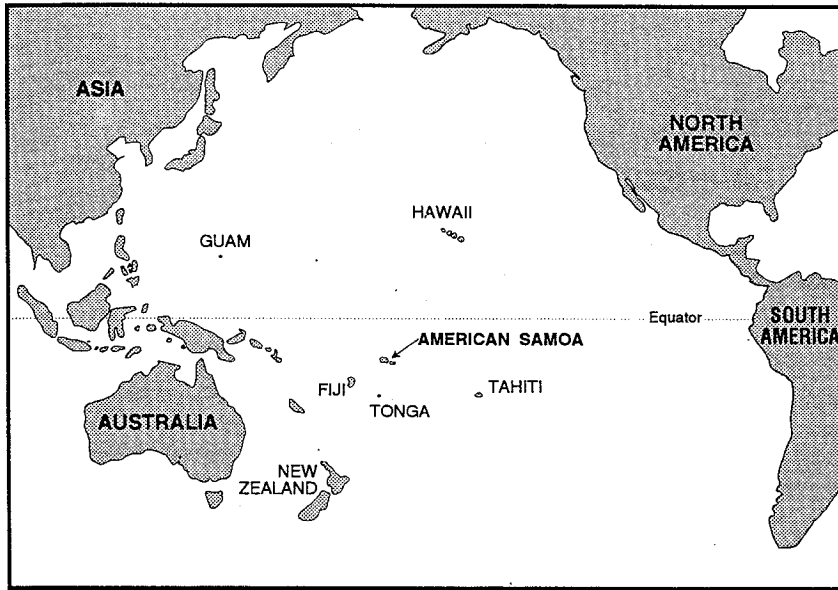 ASIA
NORTH
AMERICA
HAWAII
GUAM
Equator
SOUTH
AMERICA
AMERICAN SAMOA
FIJI
TONGA
TAHITI
AUSTRALIA
NEW
ZEALAND